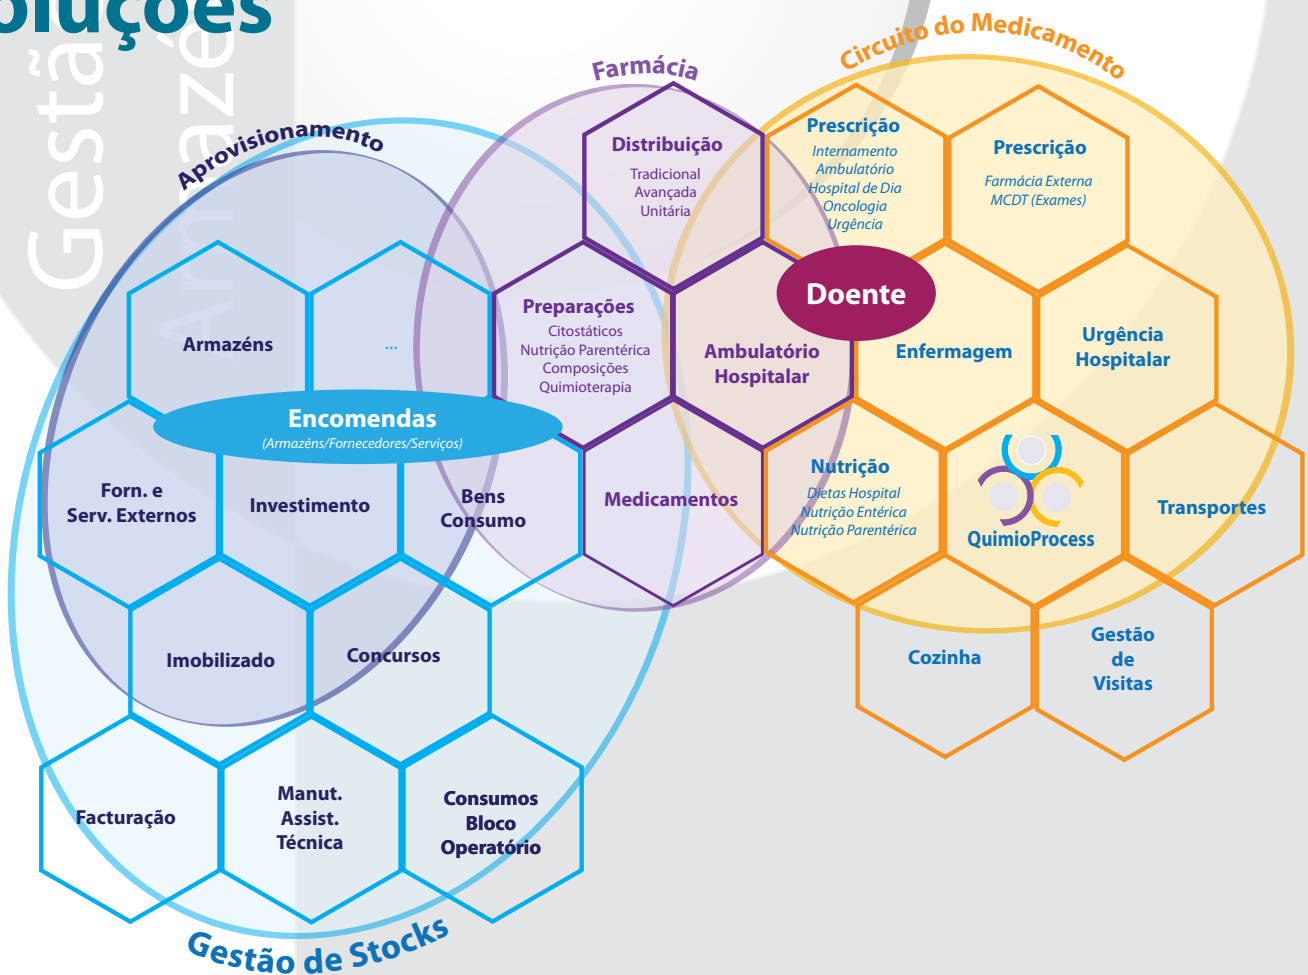 oluções
Gestã
Armazé
Circuito do Medicamento
Farmácia
Aprovisionamento
Distribuição
Tradicional
Avançada
Unitária
Prescrição
Internamento
Ambulatório
Hospital de Dia
Oncologia
Urgência
Prescrição
Farmácia Externa
MCDT (Exames)
Doente
Armazéns
...
Preparações
Citostáticos
Nutrição Parentérica
Composições
Quimioterapia
Ambulatório
Hospitalar
Enfermagem
Urgência
Hospitalar
Encomendas
(Armazéns/Fornecedores/Serviços)
Forn. e
Serv. Externos
Investimento
Bens
Consumo
Medicamentos
Nutrição
Dietas Hospital
Nutrição Entérica
Nutrição Parentérica
QuimioProcess
Transportes
Imobilizado
Concursos
Cozinha
Gestão
de
Visitas
Facturação
Manut.
Assist.
Técnica
Consumos
Bloco
Operatório
Gestão de Stocks